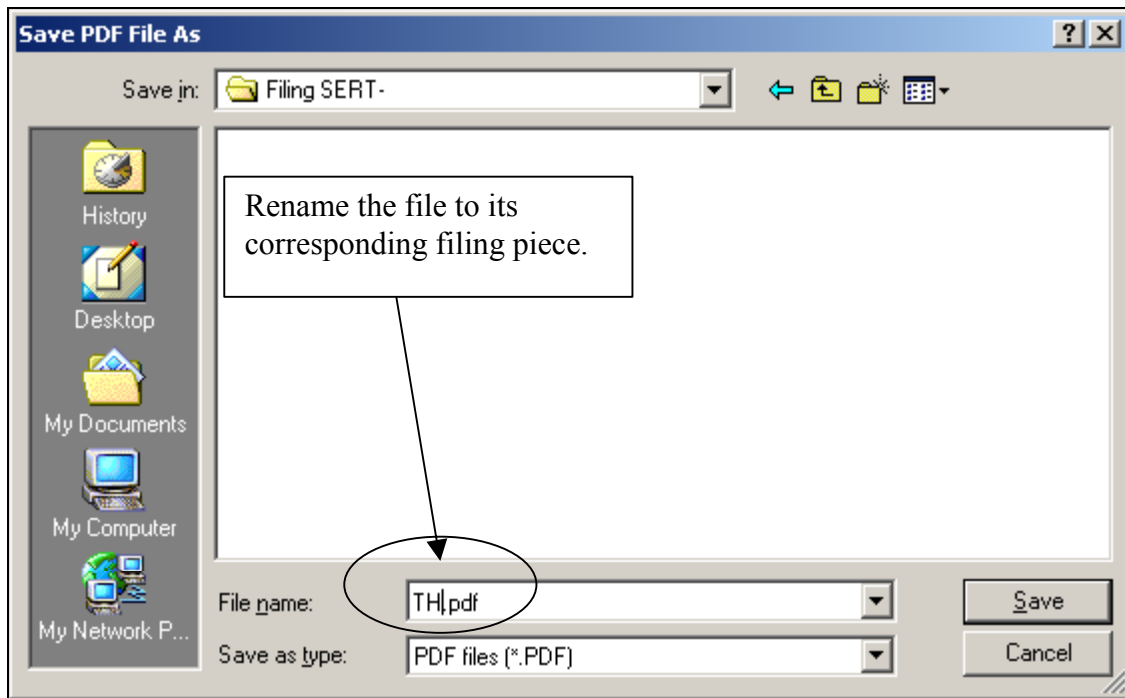 Save PDF File As
Save in:
Filing SERT-
History
Desktop
My Documents
My Computer
My Network P...
Rename the file to its
corresponding filing piece.
File name:
TH.pdf
Save
Save as type:
PDF files (*.PDF)
Cancel